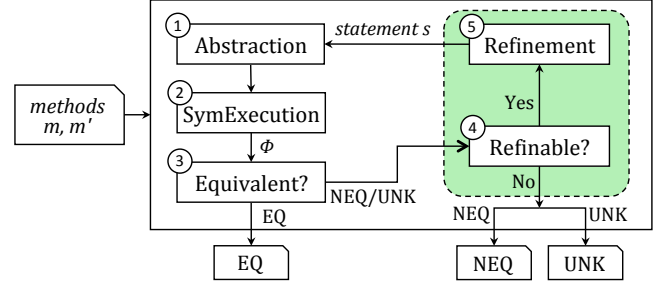 methods
m, m'
1
Abstraction
statement s
5
Refinement
2
SymExecution
Yes
Φ
4
Refinable?
3
Equivalent?
NEQ/UNK
No
EQ
NEQ
UNK
EQ
NEQ
UNK